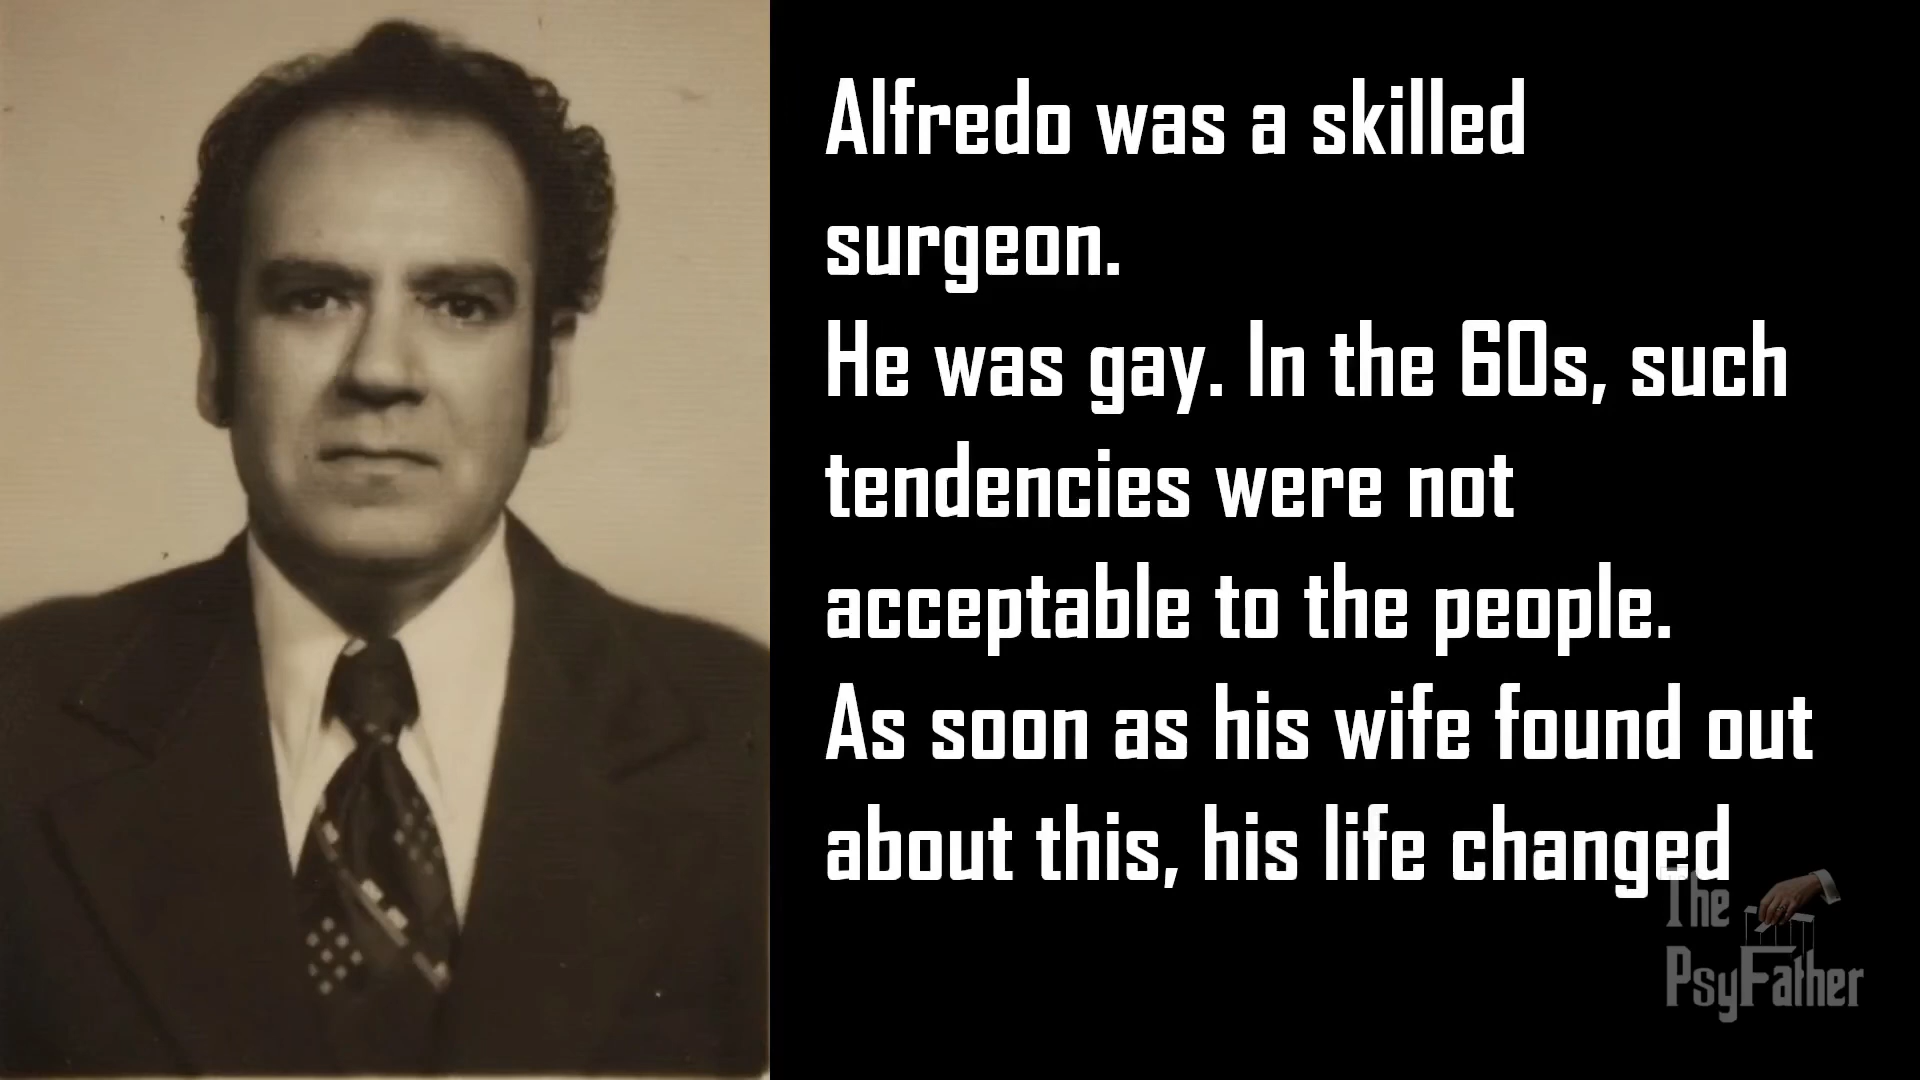 Alfredo was a skilled
surgeon.
He was gay. In the 60s, such
tendencies were not
acceptable to the people.
As soon as his wife found out
about this, his life changed
The
PsyFather